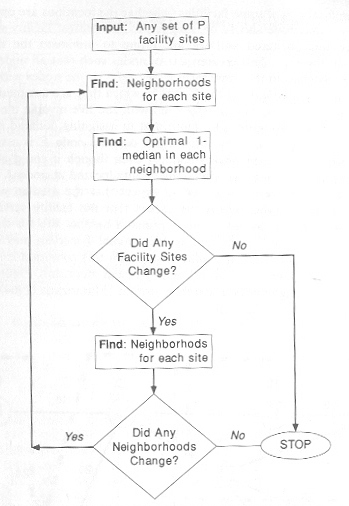 Input: Any set of P
facility sites
Find: Neighborhoods
for each site
Find: Optimal 1-
median in each
neighborhood
Did Any
Facility Sites
Change?
No
Yes
Find: Neighborhods
for each site
Did Any
Neighborhoods
Change?
Yes
No
STOP